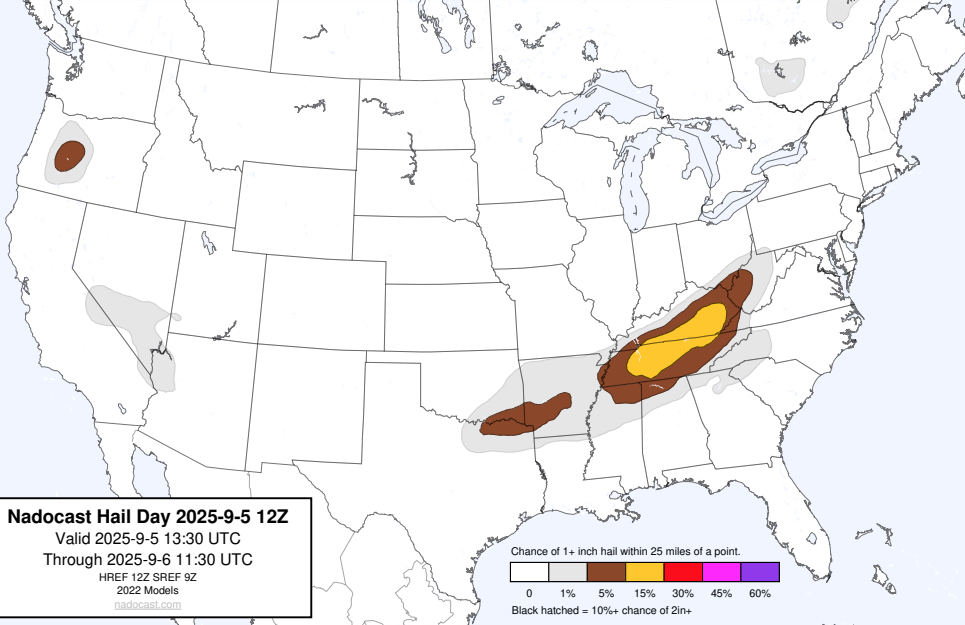 Nadocast Hail Day 2025-9-5 12Z
Valid 2025-9-5 13:30 UTC
Through 2025-9-6 11:30 UTC
HREF 12Z SREF 9Z
2022 Models
nadocast.com
Chance of 1+ inch hail within 25 miles of a point.
0 1% 5% 15% 30% 45% 60%
Black hatched = 10%+ chance of 2in+